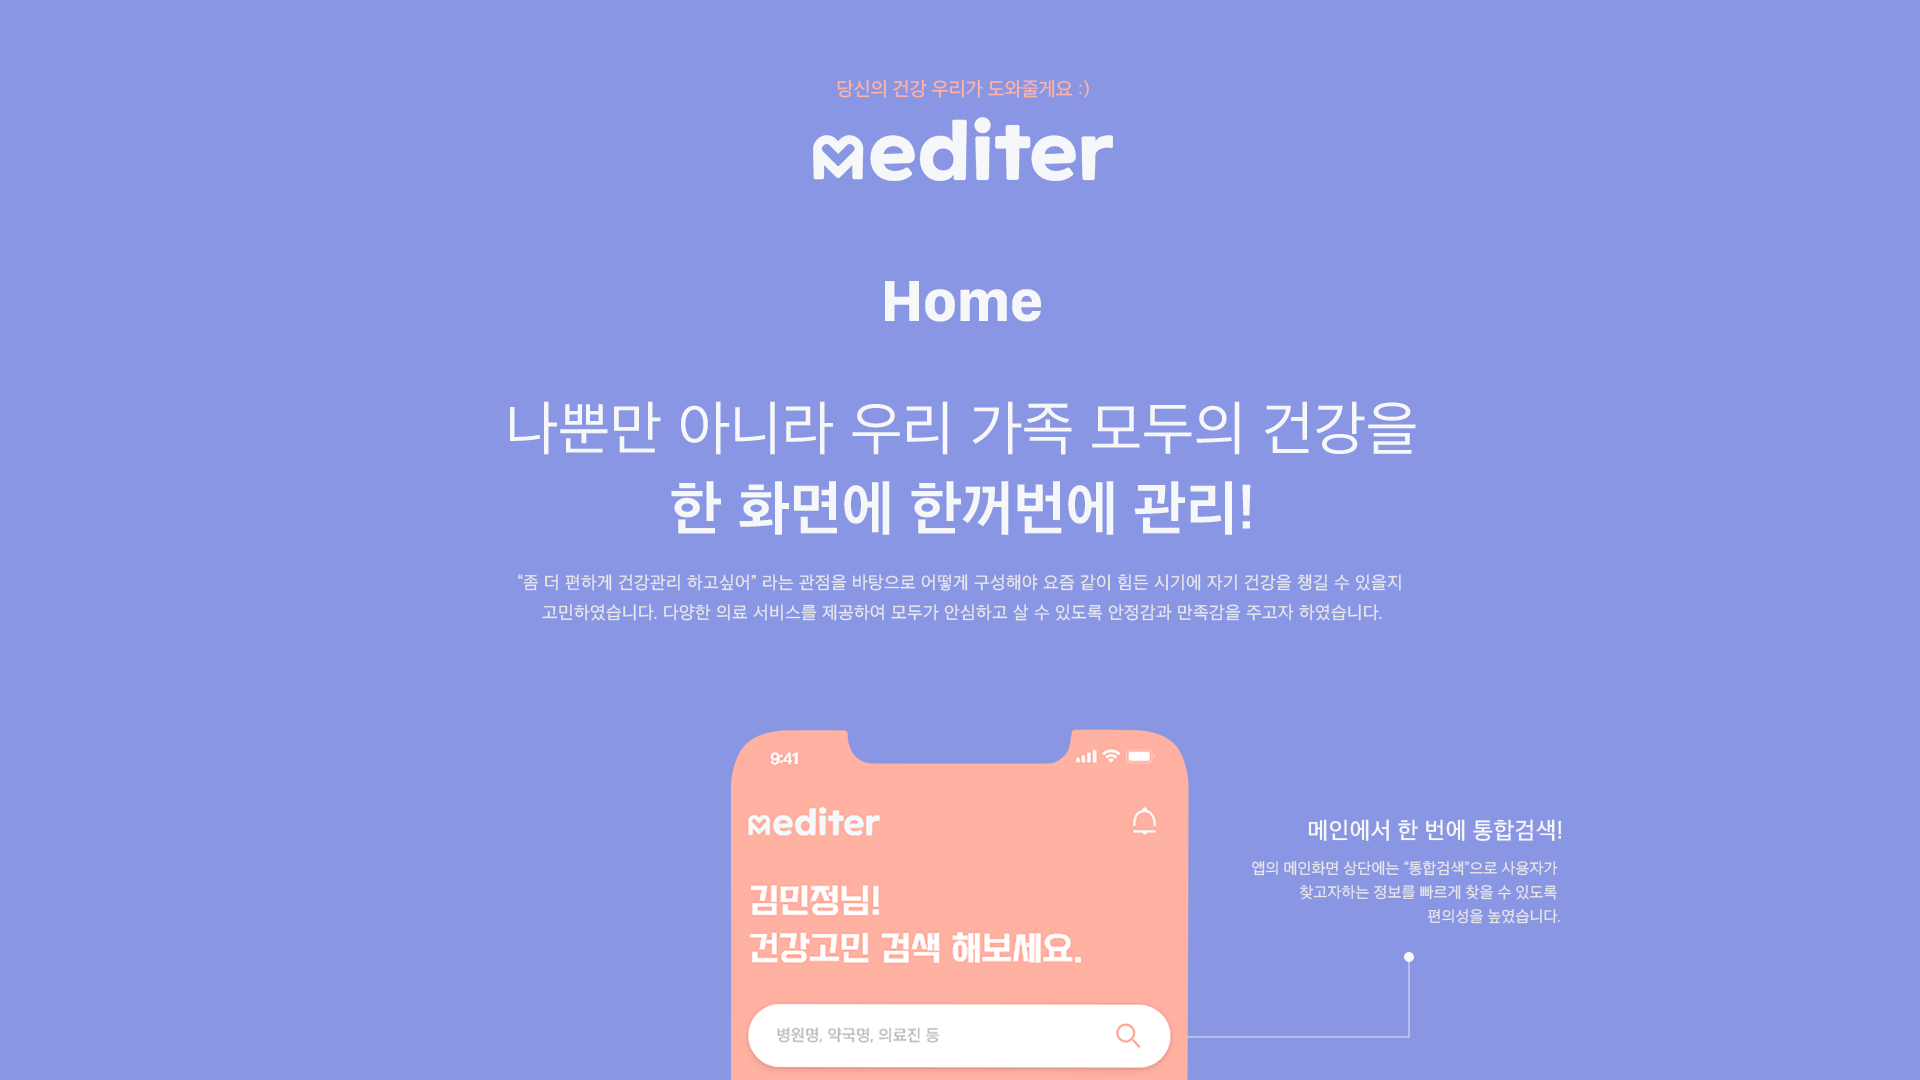 당신의 건강 우리가 도와줄게요 :)
mediter
Home
나뿐만 아니라 우리 가족 모두의 건강을
한 화면에 한꺼번에 관리!
“좀 더 편하게 건강관리 하고싶어” 라는 관점을 바탕으로 어떻게 구성해야 요즘 같이 힘든 시기에 자기 건강을 챙길 수 있을지
고민하였습니다. 다양한 의료 서비스를 제공하여 모두가 안심하고 살 수 있도록 안정감과 만족감을 주고자 하였습니다.
9:41
mediter
김민정님!
건강고민 검색 해보세요.
병원명, 약국명, 의료진 등
메인에서 한 번에 통합검색!
앱의 메인화면 상단에는 “통합검색”으로 사용자가
찾고자하는 정보를 빠르게 찾을 수 있도록
편의성을 높였습니다.